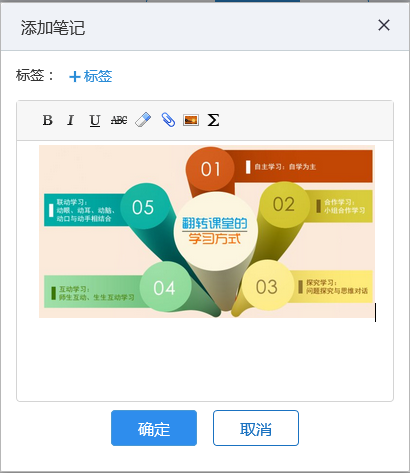 添加笔记
标签： +标签
B I U ABC Σ
01
自主学习：自学为主
02
合作学习：
小组合作学习
联动学习：
动眼、动耳、动脑、
动口与动手相结合
05
翻转课堂的
学习方式
03
探究学习：
问题探究与思维对话
互动学习：
师生互动、生生互动学习
04
确定 取消